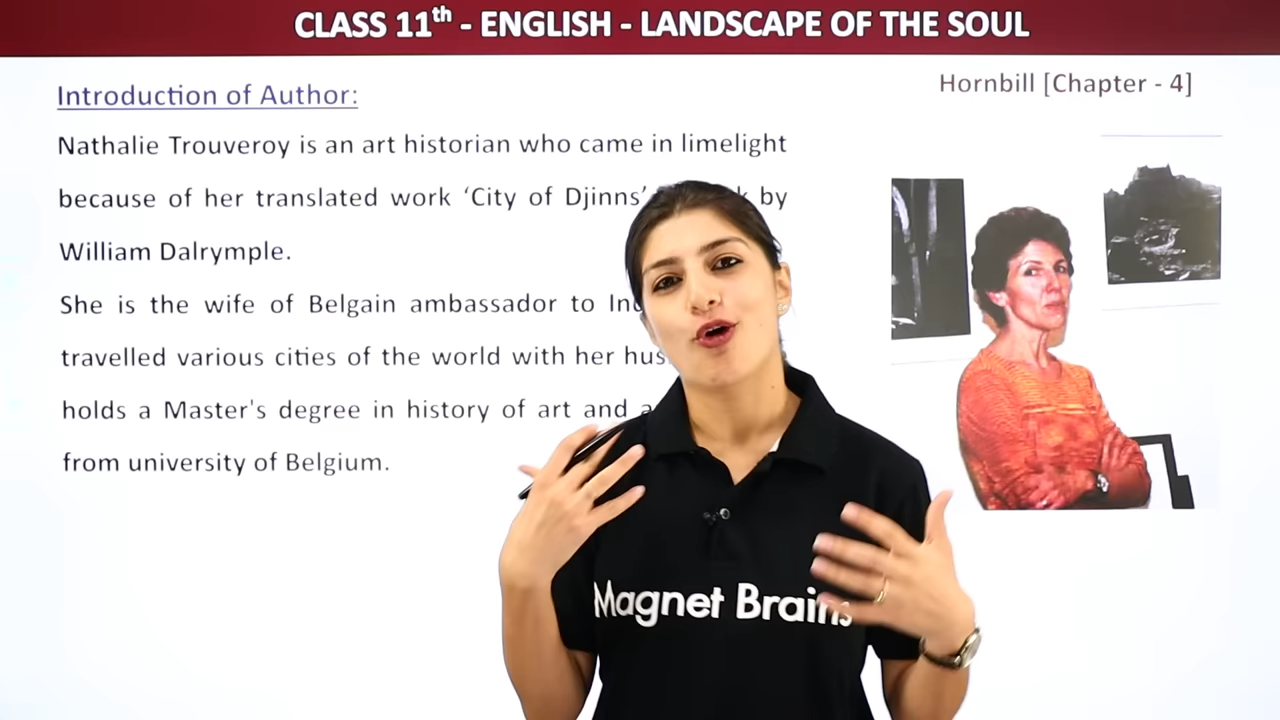 CLASS 11th - ENGLISH - LANDSCAPE OF THE SOUL
Introduction of Author:
Hornbill [Chapter - 4]
Nathalie Trouveroy is an art historian who came in limelight
because of her translated work ‘City of Djinns’ by
William Dalrymple.
She is the wife of Belgain ambassador to
travelled various cities of the world with her
holds a Master's degree in history of art and
from university of Belgium.
Magnet Brains